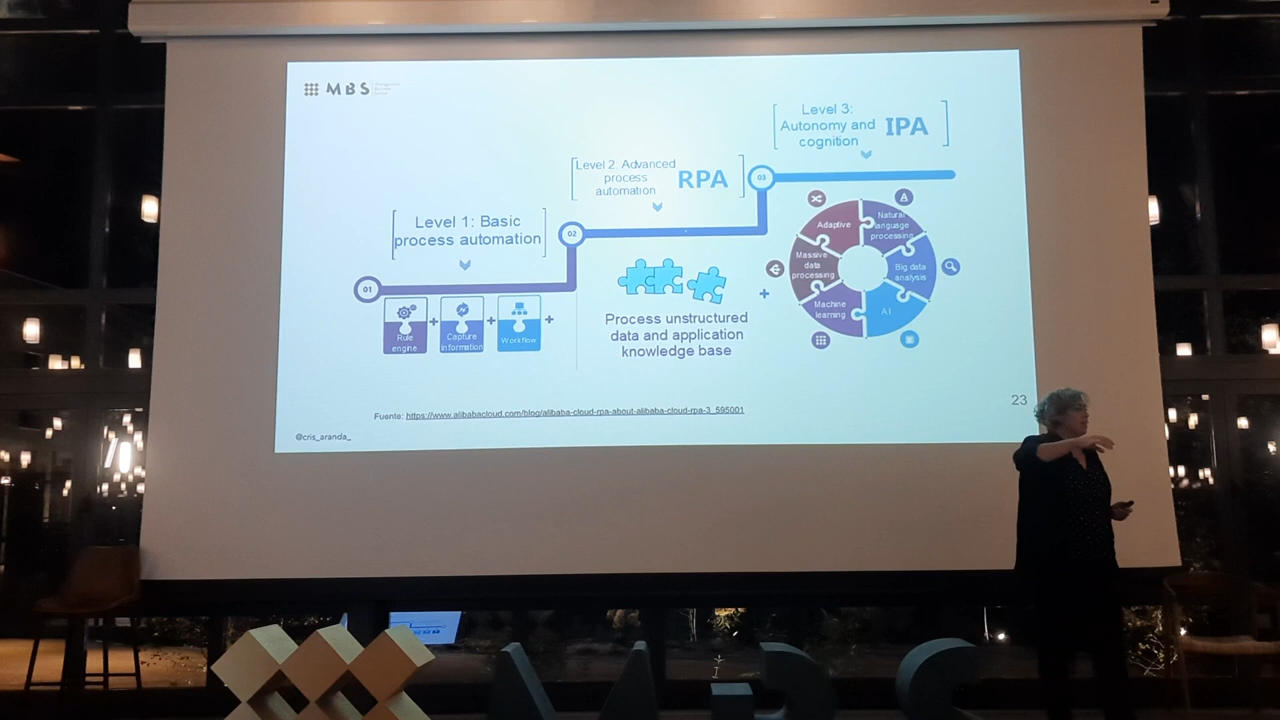 MBS
Level 3:
Autonomy and
cognition
IPA
Level 2: Advanced
process
automation
RPA
03
Level 1: Basic
process automation
02
01
Rule
engine
+
Capture
information
+
Workflow
+
Process unstructured
data and application
knowledge base
+
Adaptive
Natural
language
processing
Massive
data
processing
Big data
analysis
Machine
learning
AI
A
Fuente: https://www.alibabacloud.com/blog/alibaba-cloud-rpa-about-alibaba-cloud-rpa-3_595001
23
@cris_aranda_
MBS